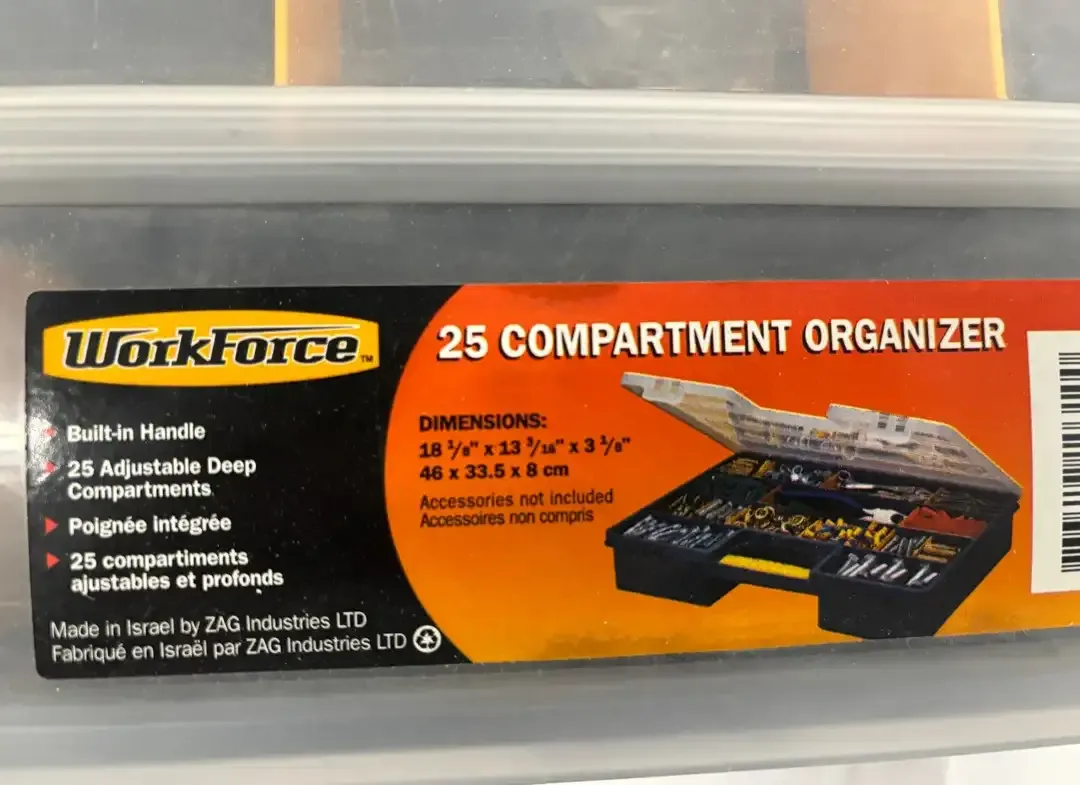 WorkForce™
Built-in Handle
25 Adjustable Deep
Compartments
Poignée intégrée
25 compartiments
ajustables et profonds
Made in Israel by ZAG Industries LTD
Fabriqué en Israël par ZAG Industries LTD
25 COMPARTMENT ORGANIZER
DIMENSIONS:
18 1/8" x 13 3/16" x 3 1/8"
46 x 33.5 x 8 cm
Accessories not included
Accessoires non compris